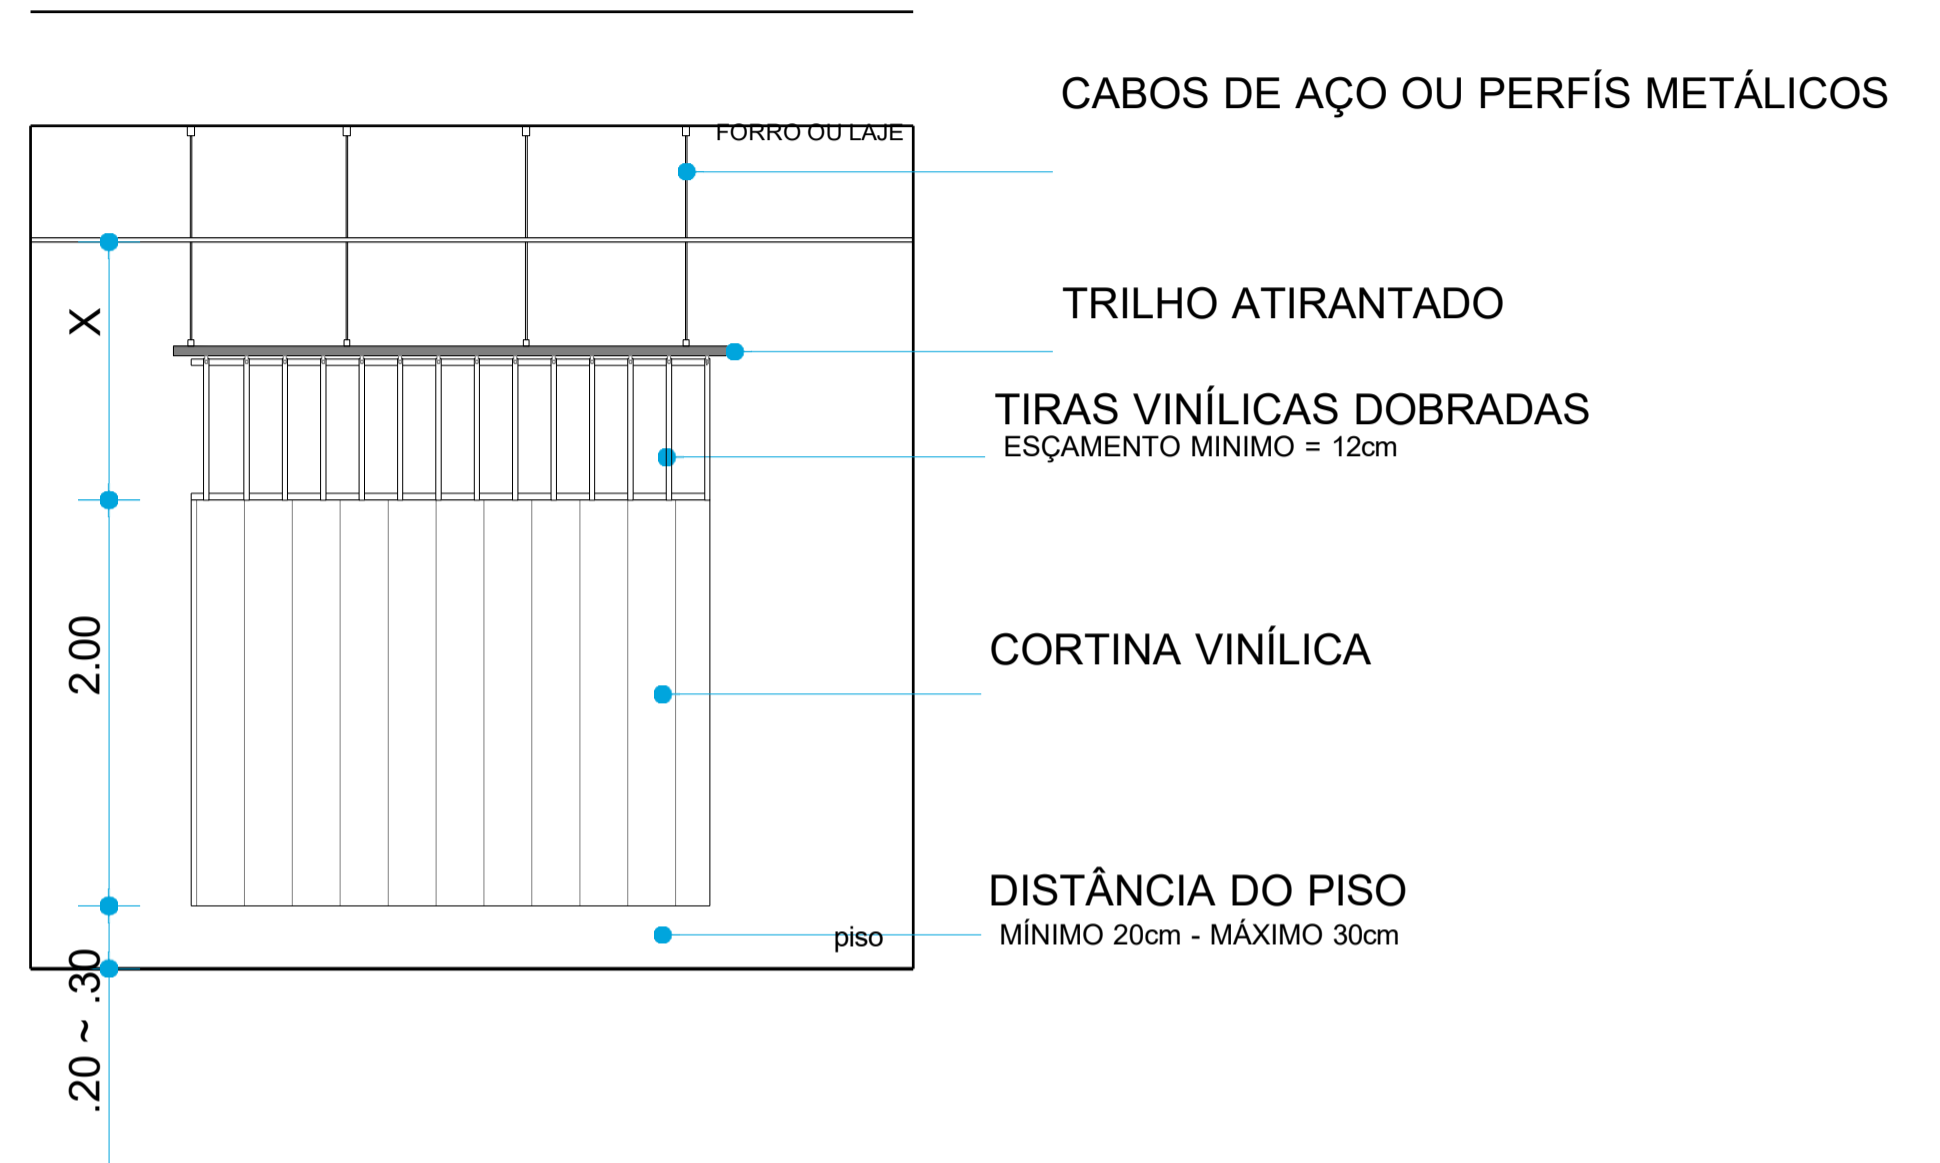 CABOS DE AÇO OU PERFÍS METÁLICOS
FORRO OU LAJE
TRILHO ATIRANTADO
X
TIRAS VINÍLICAS DOBRADAS
ESÇAMENTO MINIMO = 12cm
2.00
CORTINA VINÍLICA
DISTÂNCIA DO PISO
MÍNIMO 20cm - MÁXIMO 30cm
piso
.20 ~ .30